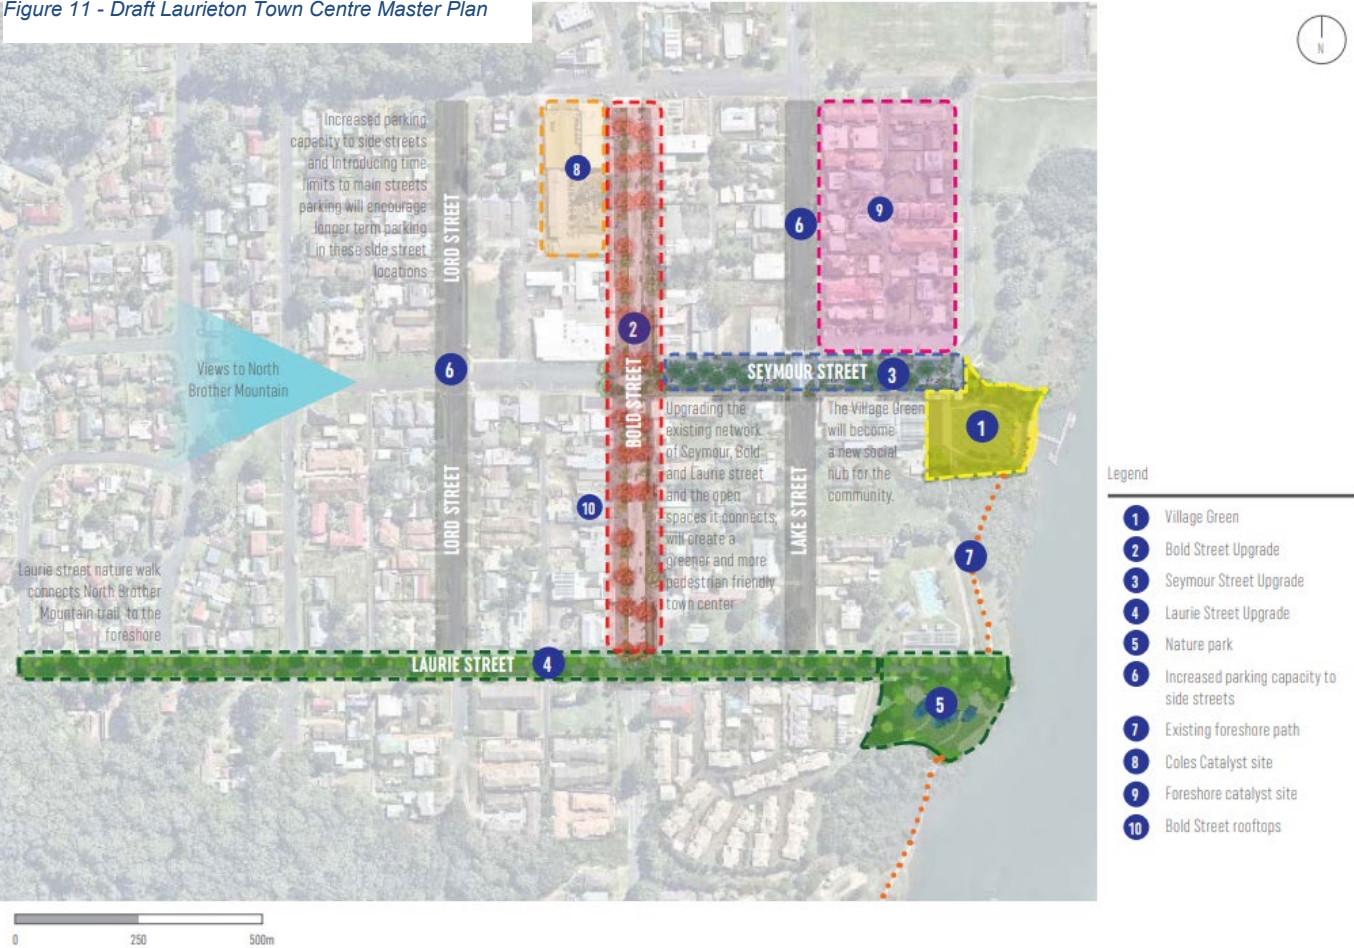 Figure 11 - Draft Laurieton Town Centre Master Plan
N
Increased parking
capacity to side streets
and Introducing time
limits to main streets
parking will encourage
longer term parking
in these side street
locations
LORD STREET
8
6
9
2
Views to North
Brother Mountain
6
BOLD STREET
SEYMOUR STREET
3
1
Upgrading the
existing network
of Seymour, Bold
and Laurie street
and the open
spaces it connects,
will create a
greener and more
pedestrian friendly
town center
The Village Green
will become
a new social
hub for the
community.
LORD STREET
10
LAKE STREET
7
Laurie street nature walk
connects North Brother
Mountain trail to the
foreshore
LAURIE STREET
4
5
Legend
1 Village Green
2 Bold Street Upgrade
3 Seymour Street Upgrade
4 Laurie Street Upgrade
5 Nature park
6 Increased parking capacity to
side streets
7 Existing foreshore path
8 Coles Catalyst site
9 Foreshore catalyst site
10 Bold Street rooftops
0 250 500m